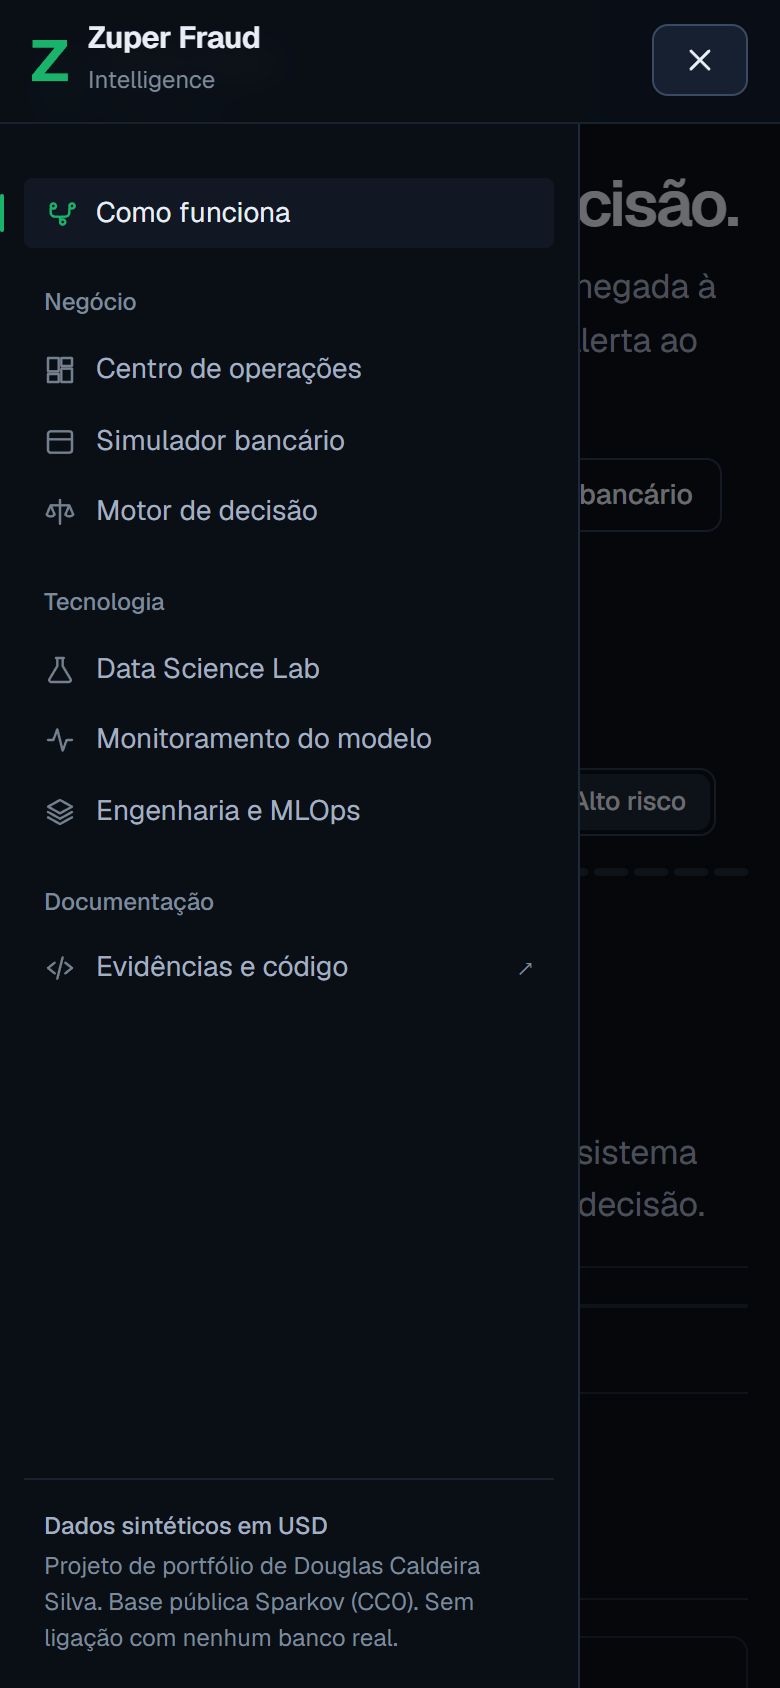 Z
Zuper Fraud
Intelligence
Como funciona
Negócio
Centro de operações
Simulador bancário
Motor de decisão
Tecnologia
Data Science Lab
Monitoramento do modelo
Engenharia e MLOps
Documentação
Evidências e código
Dados sintéticos em USD
Projeto de portfólio de Douglas Caldeira
Silva. Base pública Sparkov (CC0). Sem
ligação com nenhum banco real.
cisão.
hegada à
lerta ao
bancário
Alto risco
sistema
decisão.